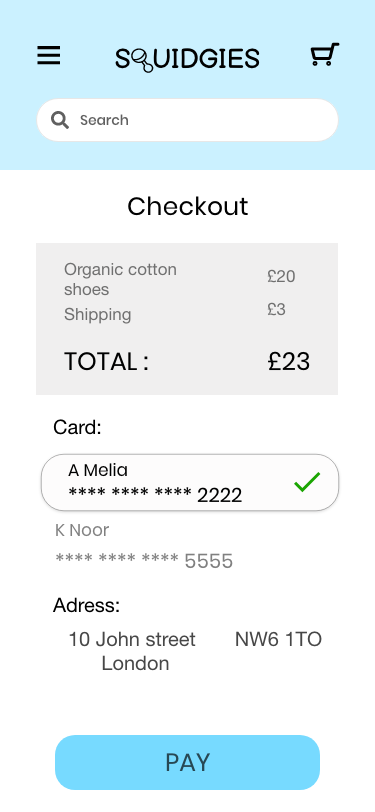 SQUIDGIES
Search
Checkout
Organic cotton £20
shoes
Shipping £3
TOTAL : £23
Card:
A Melia
**** **** **** 2222
K Noor
**** **** **** 5555
Adress:
10 John street NW6 1TO
London
PAY